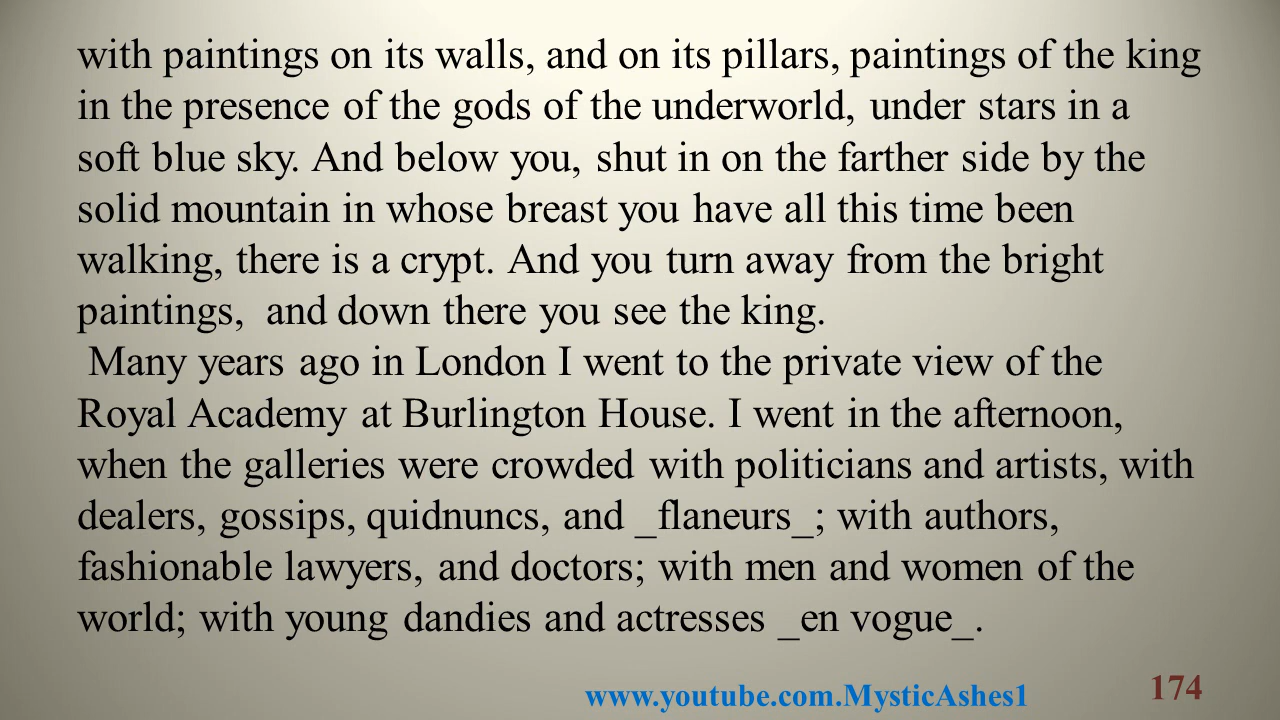 with paintings on its walls, and on its pillars, paintings of the king
in the presence of the gods of the underworld, under stars in a
soft blue sky. And below you, shut in on the farther side by the
solid mountain in whose breast you have all this time been
walking, there is a crypt. And you turn away from the bright
paintings,  and down there you see the king.
Many years ago in London I went to the private view of the
Royal Academy at Burlington House. I went in the afternoon,
when the galleries were crowded with politicians and artists, with
dealers, gossips, quidnuncs, and _flaneurs_; with authors,
fashionable lawyers, and doctors; with men and women of the
world; with young dandies and actresses _en vogue_.
www.youtube.com.MysticAshes1
174